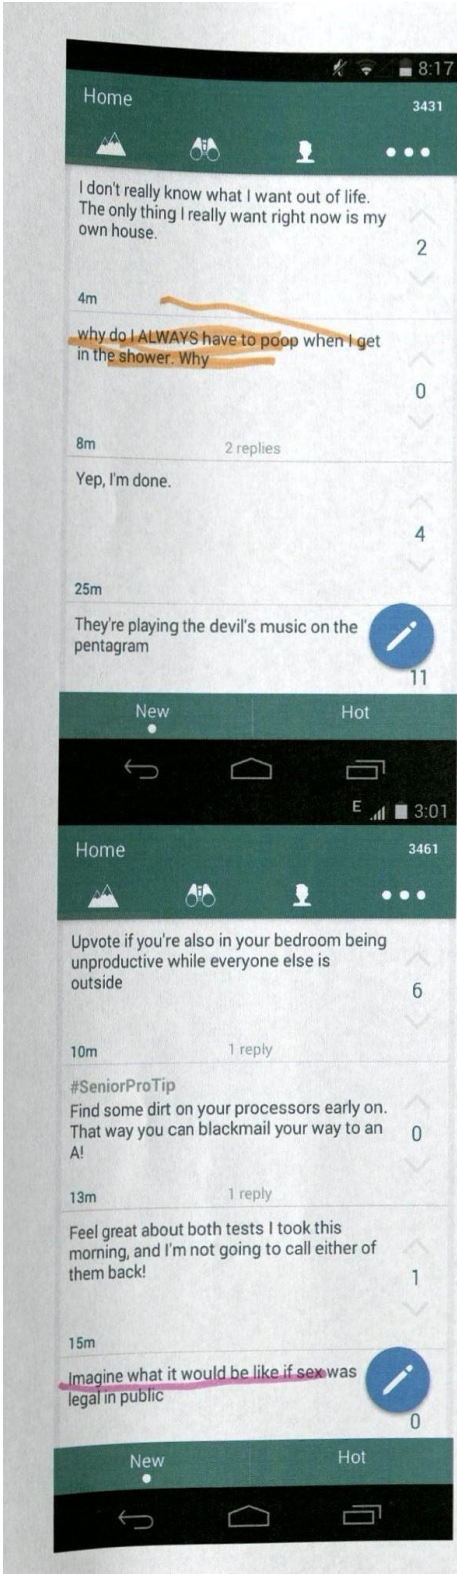 8:17
Home
3431
I don't really know what I want out of life.
The only thing I really want right now is my
own house.
2
4m
why do I ALWAYS have to poop when I get
in the shower. Why
0
8m
2 replies
Yep, I'm done.
4
25m
They're playing the devil's music on the
pentagram
11
New
Hot
E
3:01
Home
3461
Upvote if you're also in your bedroom being
unproductive while everyone else is
outside
6
10m
1 reply
#SeniorProTip
Find some dirt on your processors early on.
That way you can blackmail your way to an
A!
0
13m
1 reply
Feel great about both tests I took this
morning, and I'm not going to call either of
them back!
1
15m
Imagine what it would be like if sex was
legal in public
0
New
Hot